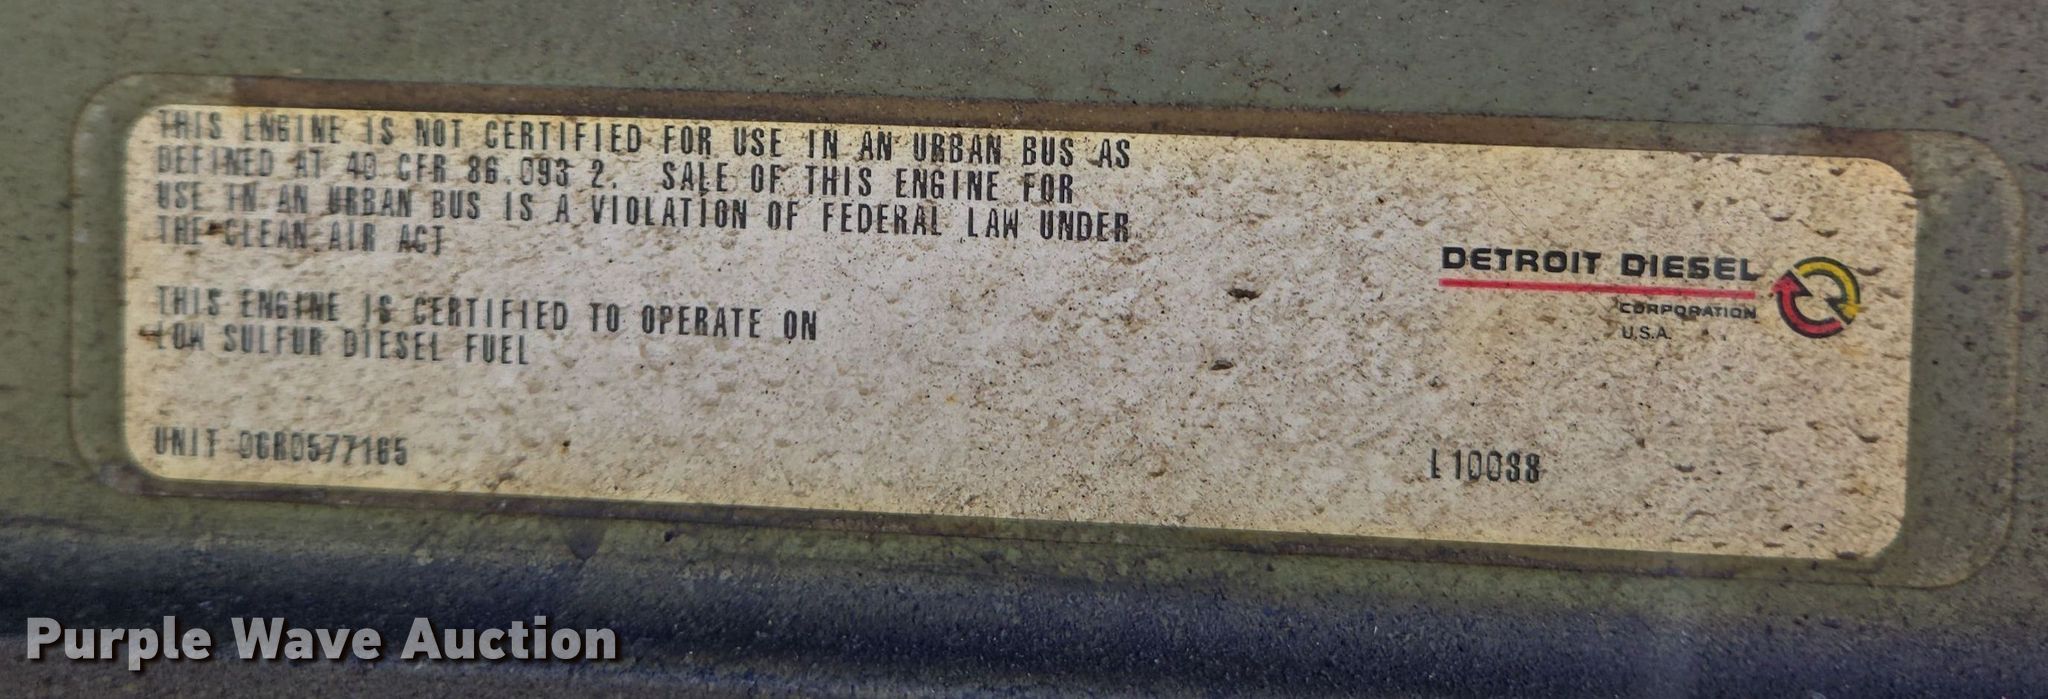 THIS ENGINE IS NOT CERTIFIED FOR USE IN AN URBAN BUS AS
DEFINED AT 40 CFR 86.093 2. SALE OF THIS ENGINE FOR
USE IN AN URBAN BUS IS A VIOLATION OF FEDERAL LAW UNDER
THE CLEAN AIR ACT
THIS ENGINE IS CERTIFIED TO OPERATE ON
LOW SULFUR DIESEL FUEL
DETROIT DIESEL
CORPORATION
U.S.A.
UNIT 06R0577165
Purple Wave Auction